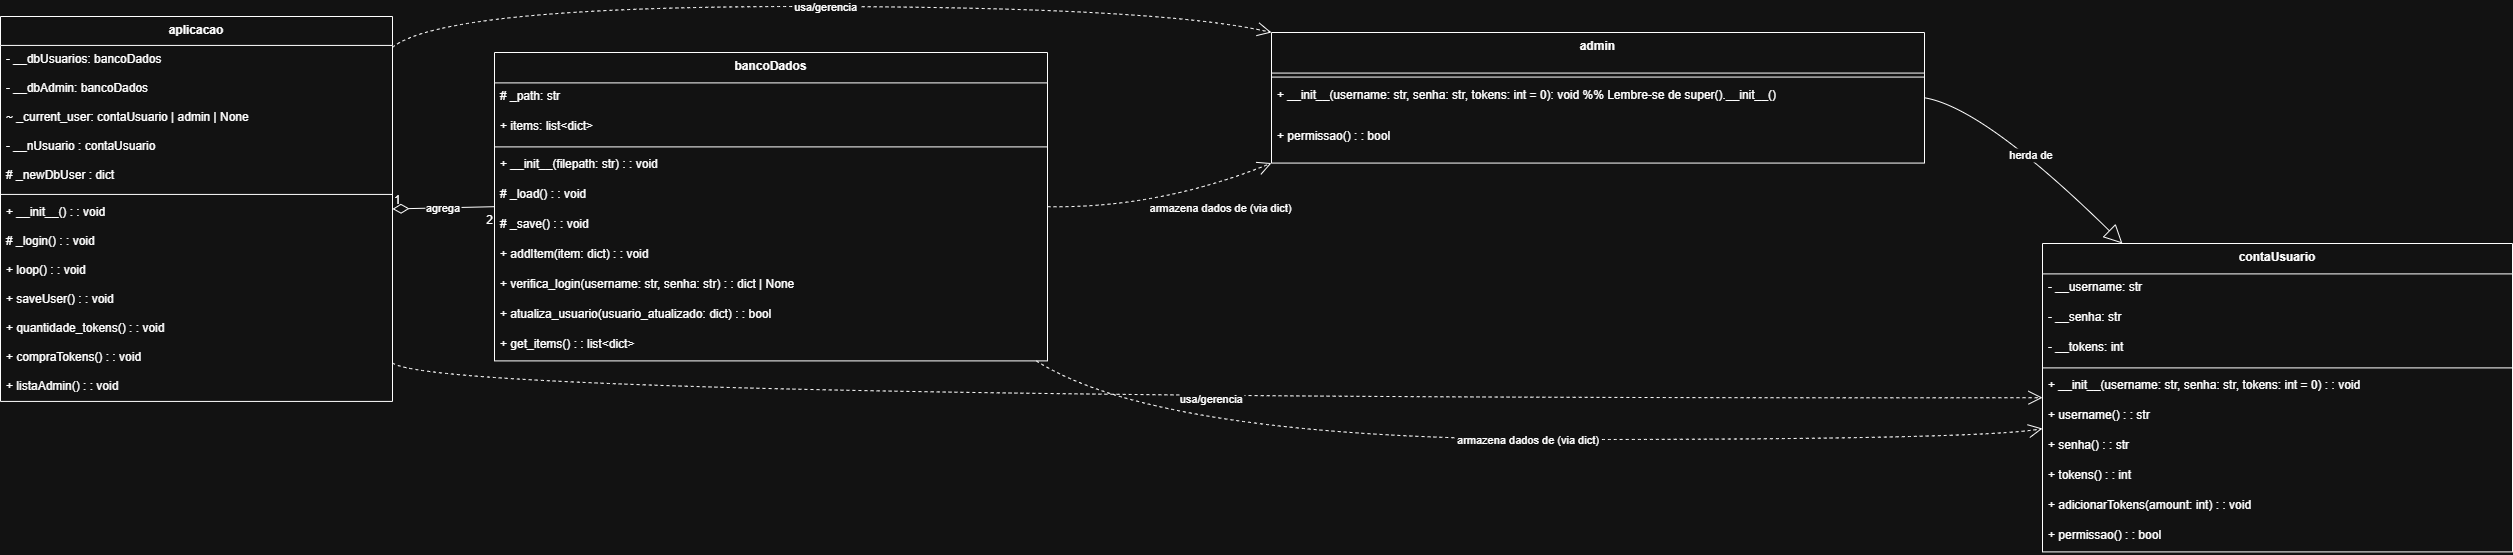 usa/gerencia
aplicacao
- __dbUsuarios: bancoDados
- __dbAdmin: bancoDados
~ _current_user: contaUsuario | admin | None
- __nUsuario : contaUsuario
# _newDbUser : dict
+ __init__() : : void
# _login() : : void
+ loop() : : void
+ saveUser() : : void
+ quantidade_tokens() : : void
+ compraTokens() : : void
+ listaAdmin() : : void
1
agrega
2
bancoDados
# _path: str
+ items: list<dict>
+ __init__(filepath: str) : : void
# _load() : : void
# _save() : : void
+ addItem(item: dict) : : void
+ verifica_login(username: str, senha: str) : : dict | None
+ atualiza_usuario(usuario_atualizado: dict) : : bool
+ get_items() : : list<dict>
admin
+ __init__(username: str, senha: str, tokens: int = 0): void %% Lembre-se de super().__init__()
+ permissao() : : bool
herda de
armazena dados de (via dict)
usa/gerencia
armazena dados de (via dict)
contaUsuario
- __username: str
- __senha: str
- __tokens: int
+ __init__(username: str, senha: str, tokens: int = 0) : : void
+ username() : : str
+ senha() : : str
+ tokens() : : int
+ adicionarTokens(amount: int) : : void
+ permissao() : : bool